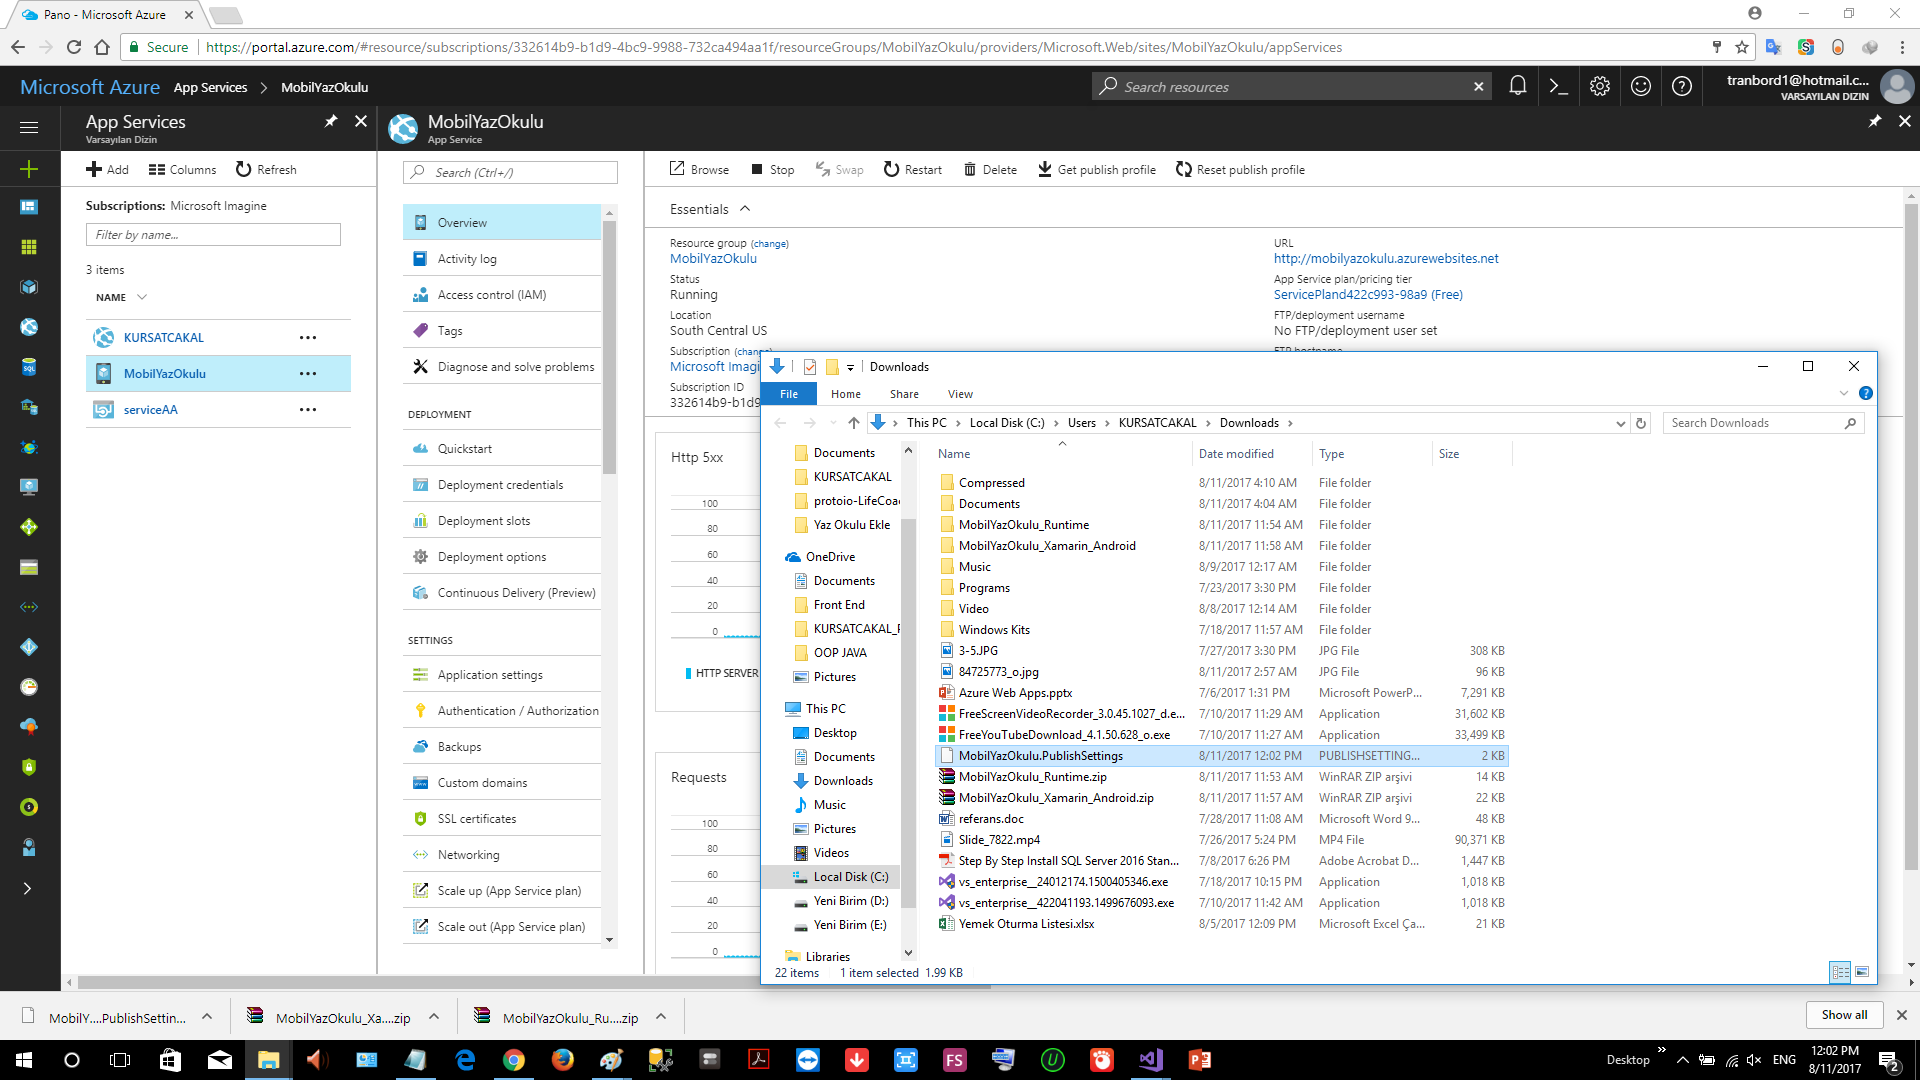 Pano - Microsoft Azure
Secure
https://portal.azure.com/#resource/subscriptions/332614b9-b1d9-4bc9-9988-732ca494aa1f/resourceGroups/MobilYazOkulu/providers/Microsoft.Web/sites/MobilYazOkulu/appServices
Microsoft Azure
App Services > MobilYazOkulu
Search resources
tranbord1@hotmail.c...
VARSAYILAN DIZIN
App Services
Varsayılan Dizin
Add
Columns
Refresh
Subscriptions: Microsoft Imagine
Filter by name...
3 items
NAME
KURSATCAKAL
MobilYazOkulu
serviceAA
MobilYazOkulu
App Service
Search (Ctrl+/)
Overview
Activity log
Access control (IAM)
Tags
Diagnose and solve problems
DEPLOYMENT
Quickstart
Deployment credentials
Deployment slots
Deployment options
Continuous Delivery (Preview)
SETTINGS
Application settings
Authentication / Authorization
Backups
Custom domains
SSL certificates
Networking
Scale up (App Service plan)
Scale out (App Service plan)
Browse
Stop
Swap
Restart
Delete
Get publish profile
Reset publish profile
Essentials
Resource group (change)
MobilYazOkulu
Status
Running
Location
South Central US
Subscription (change)
Microsoft Imagi
Subscription ID
332614b9-b1d9
URL
http://mobilyazokulu.azurewebsites.net
App Service plan/pricing tier
ServicePland422c993-98a9 (Free)
FTP/deployment username
No FTP/deployment user set
FTP hostname
Http 5xx
100
80
60
40
20
0
HTTP SERVER
Requests
100
80
60
40
20
0
Downloads
File
Home
Share
View
This PC > Local Disk (C:) > Users > KURSATCAKAL > Downloads >
Search Downloads
Documents
KURSATCAKAL
protoio-LifeCoa
Yaz Okulu Ekle
OneDrive
Documents
Front End
KURSATCAKAL_F
OOP JAVA
Pictures
This PC
Desktop
Documents
Downloads
Music
Pictures
Videos
Local Disk (C:)
Yeni Birim (D:)
Yeni Birim (E:)
Libraries
Name Date modified Type Size
Compressed 8/11/2017 4:10 AM File folder
Documents 8/11/2017 4:04 AM File folder
MobilYazOkulu_Runtime 8/11/2017 11:54 AM File folder
MobilYazOkulu_Xamarin_Android 8/11/2017 11:58 AM File folder
Music 8/9/2017 12:17 AM File folder
Programs 7/23/2017 3:30 PM File folder
Video 8/8/2017 12:14 AM File folder
Windows Kits 7/18/2017 11:57 AM File folder
3-5.JPG 7/27/2017 3:30 PM JPG File 308 KB
84725773_o.jpg 8/11/2017 2:57 AM JPG File 96 KB
Azure Web Apps.pptx 7/6/2017 1:31 PM Microsoft PowerP... 7,291 KB
FreeScreenVideoRecorder_3.0.45.1027_d.e... 7/10/2017 11:29 AM Application 31,602 KB
FreeYouTubeDownload_4.1.50.628_o.exe 7/10/2017 11:27 AM Application 33,499 KB
MobilYazOkulu.PublishSettings 8/11/2017 12:02 PM PUBLISHSETTING... 2 KB
MobilYazOkulu_Runtime.zip 8/11/2017 11:53 AM WinRAR ZIP arşivi 14 KB
MobilYazOkulu_Xamarin_Android.zip 8/11/2017 11:57 AM WinRAR ZIP arşivi 22 KB
referans.doc 7/28/2017 11:08 AM Microsoft Word 9... 48 KB
Slide_7822.mp4 7/26/2017 5:24 PM MP4 File 90,371 KB
Step By Step Install SQL Server 2016 Stan... 7/8/2017 6:26 PM Adobe Acrobat D... 1,447 KB
vs_enterprise__24012174.1500405346.exe 7/18/2017 10:15 PM Application 1,018 KB
vs_enterprise__422041193.1499676093.exe 7/10/2017 11:42 AM Application 1,018 KB
Yemek Oturma Listesi.xlsx 8/5/2017 12:09 PM Microsoft Excel Ça... 21 KB
22 items 1 item selected 1.99 KB
MobilY....PublishSettin...
MobilYazOkulu_Xa....zip
MobilYazOkulu_Ru....zip
Show all
Desktop
ENG
12:02 PM
8/11/2017
2